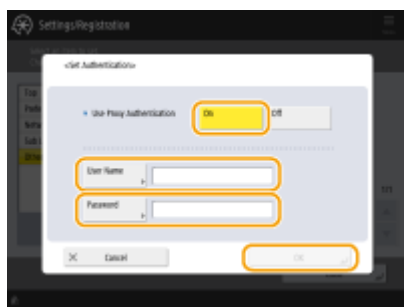 Settings/Registration
<Set Authentication>
Use Proxy Authentication
On
Off
User Name
Password
Cancel
OK